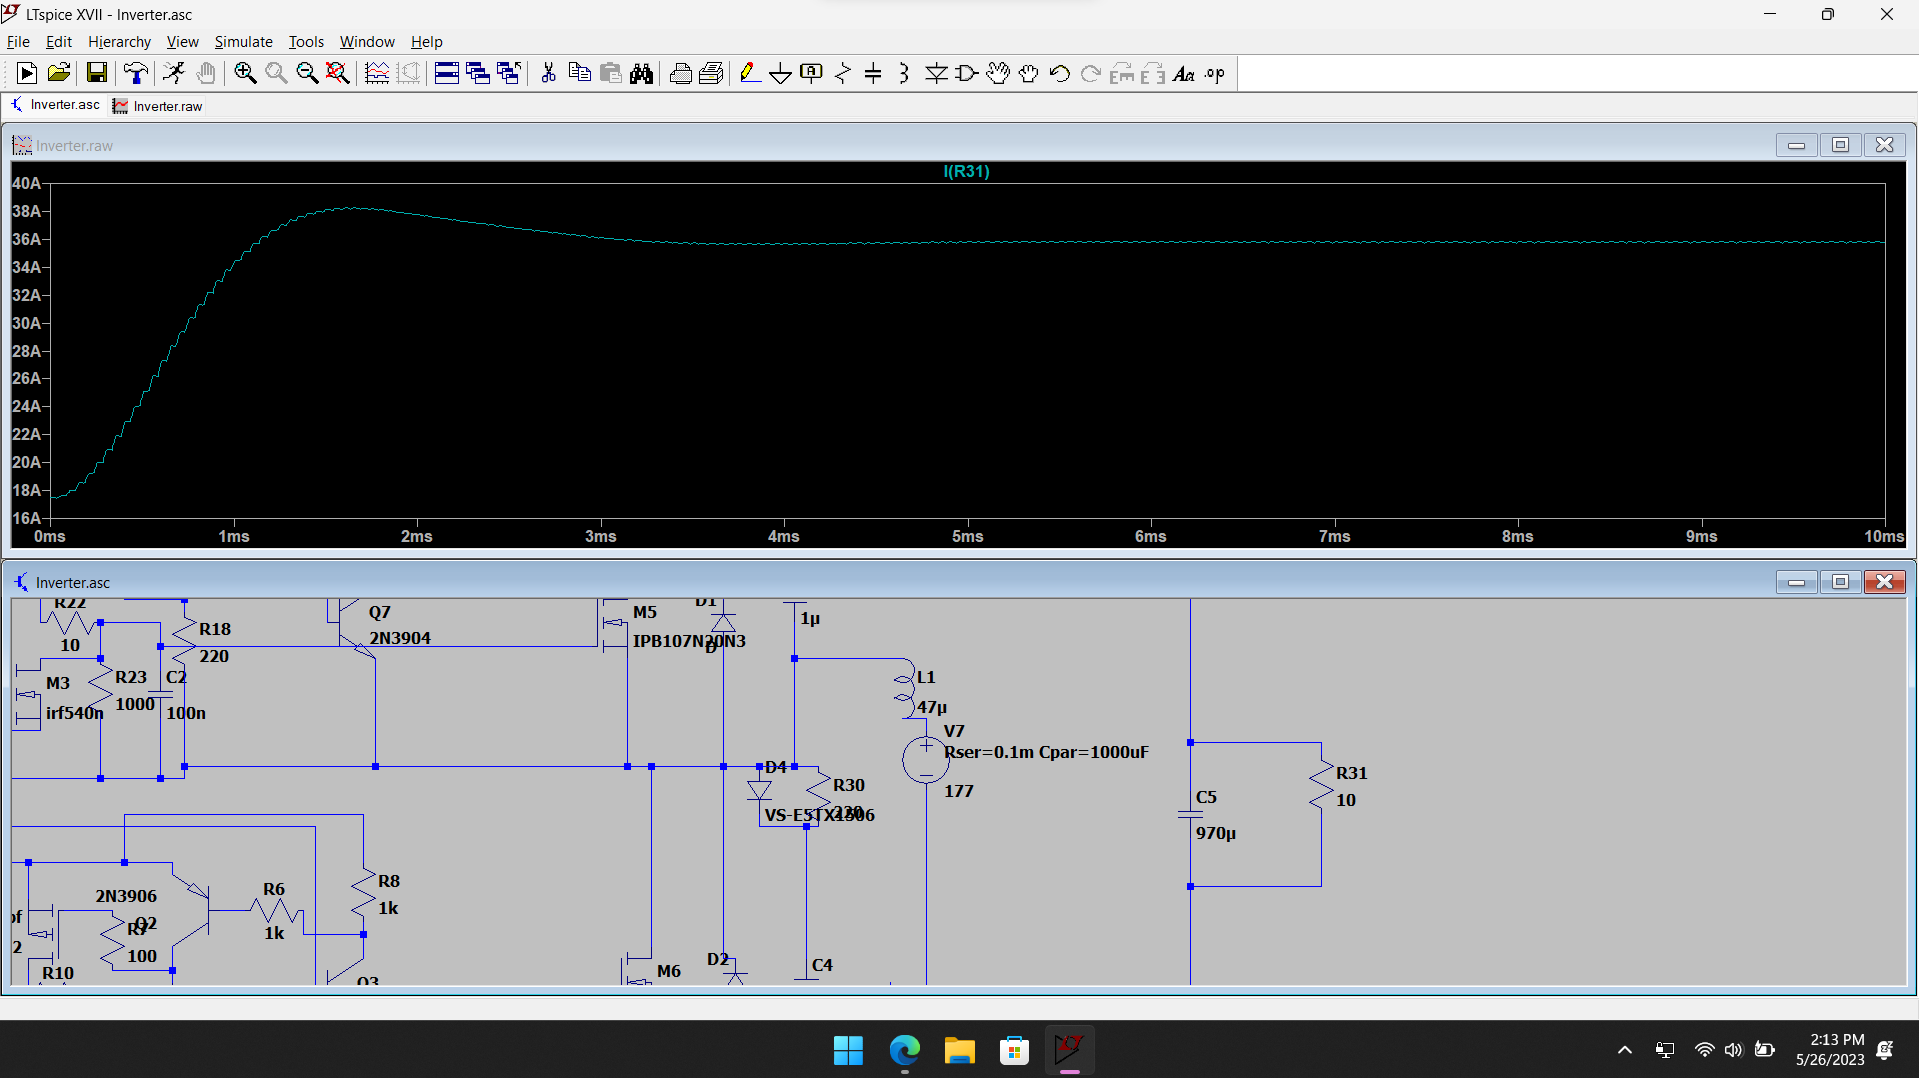 LTspice XVII - Inverter.asc
File Edit Hierarchy View Simulate Tools Window Help
.op
Inverter.asc Inverter.raw
Inverter.raw
I(R31)
40A
38A
36A
34A
32A
30A
28A
26A
24A
22A
20A
18A
16A
0ms 1ms 2ms 3ms 4ms 5ms 6ms 7ms 8ms 9ms 10ms
Inverter.asc
R22
10
R18
220
Q7
2N3904
M5
IPB107N20N3
D1
D
1µ
M3
irf540n
R23
1000
C2
100n
L1
47µ
V7
Rser=0.1m Cpar=1000uF
177
D4
VS-E5TX1506
R30
220
C5
970µ
R31
10
2N3906
Q2
R7
100
R6
1k
R8
1k
2
R10
Q3
M6
D2
C4
2:13 PM
5/26/2023